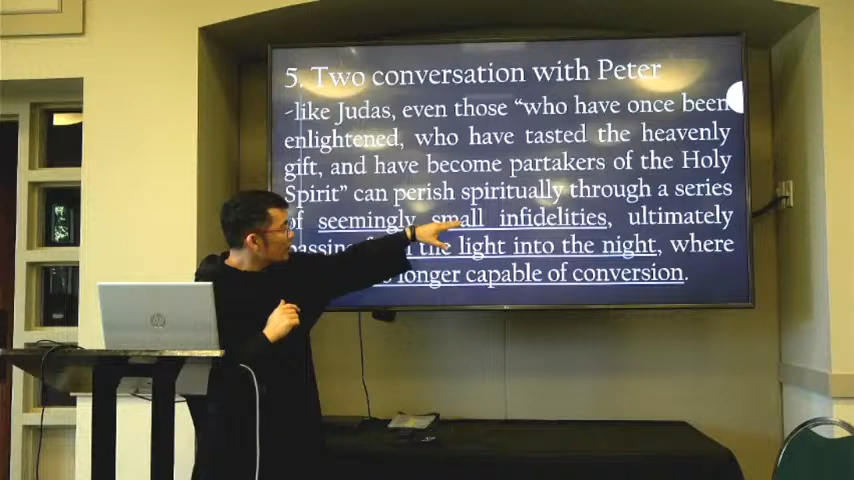 5. Two conversation with Peter
-like Judas, even those "who have once been
enlightened, who have tasted the heavenly
gift, and have become partakers of the Holy
Spirit" can perish spiritually through a series
of seemingly small infidelities, ultimately
the light into the night, where
longer capable of conversion.
hp